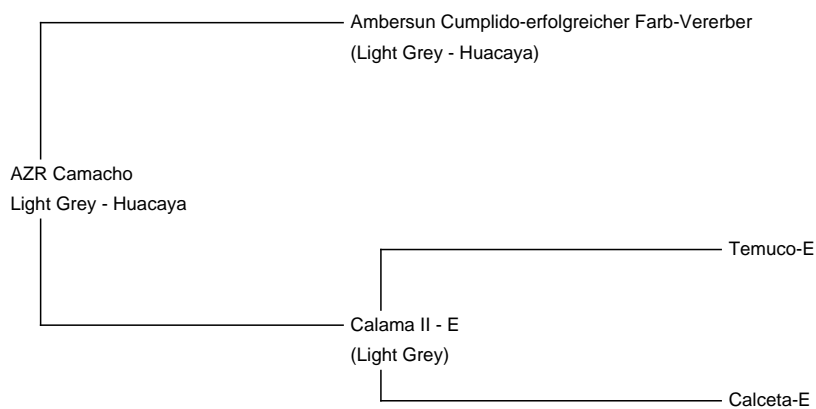 Ambersun Cumplido-erfolgreicher Farb-Vererber
(Light Grey - Huacaya)
AZR Camacho
Light Grey - Huacaya
Temuco-E
Calama II - E
(Light Grey)
Calceta-E